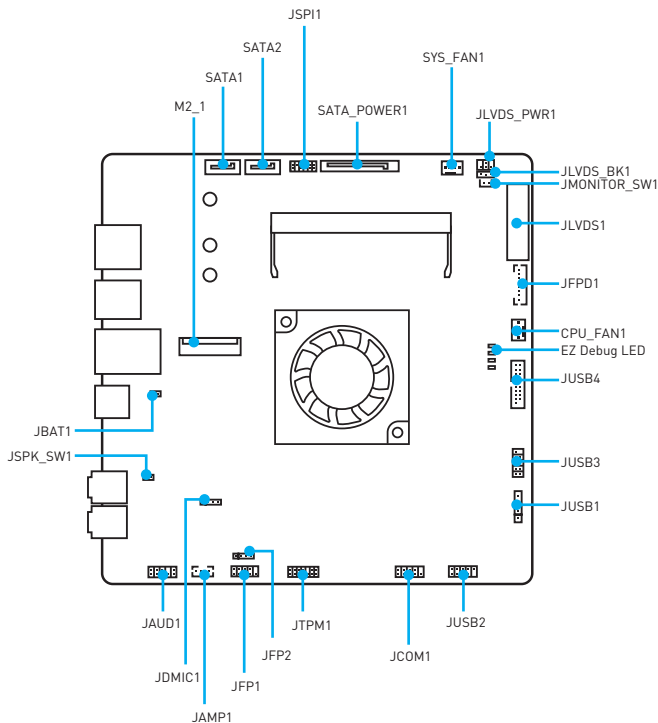 JSPI1
SATA2
SYS_FAN1
SATA1
M2_1
SATA_POWER1
JLVDS_PWR1
JLVDS_BK1
JMONITOR_SW1
JLVDS1
JFPD1
CPU_FAN1
EZ Debug LED
JUSB4
JBAT1
JSPK_SW1
JUSB3
JUSB1
JAUD1
JTPM1
JUSB2
JFP2
JCOM1
JDMIC1
JFP1
JAMP1